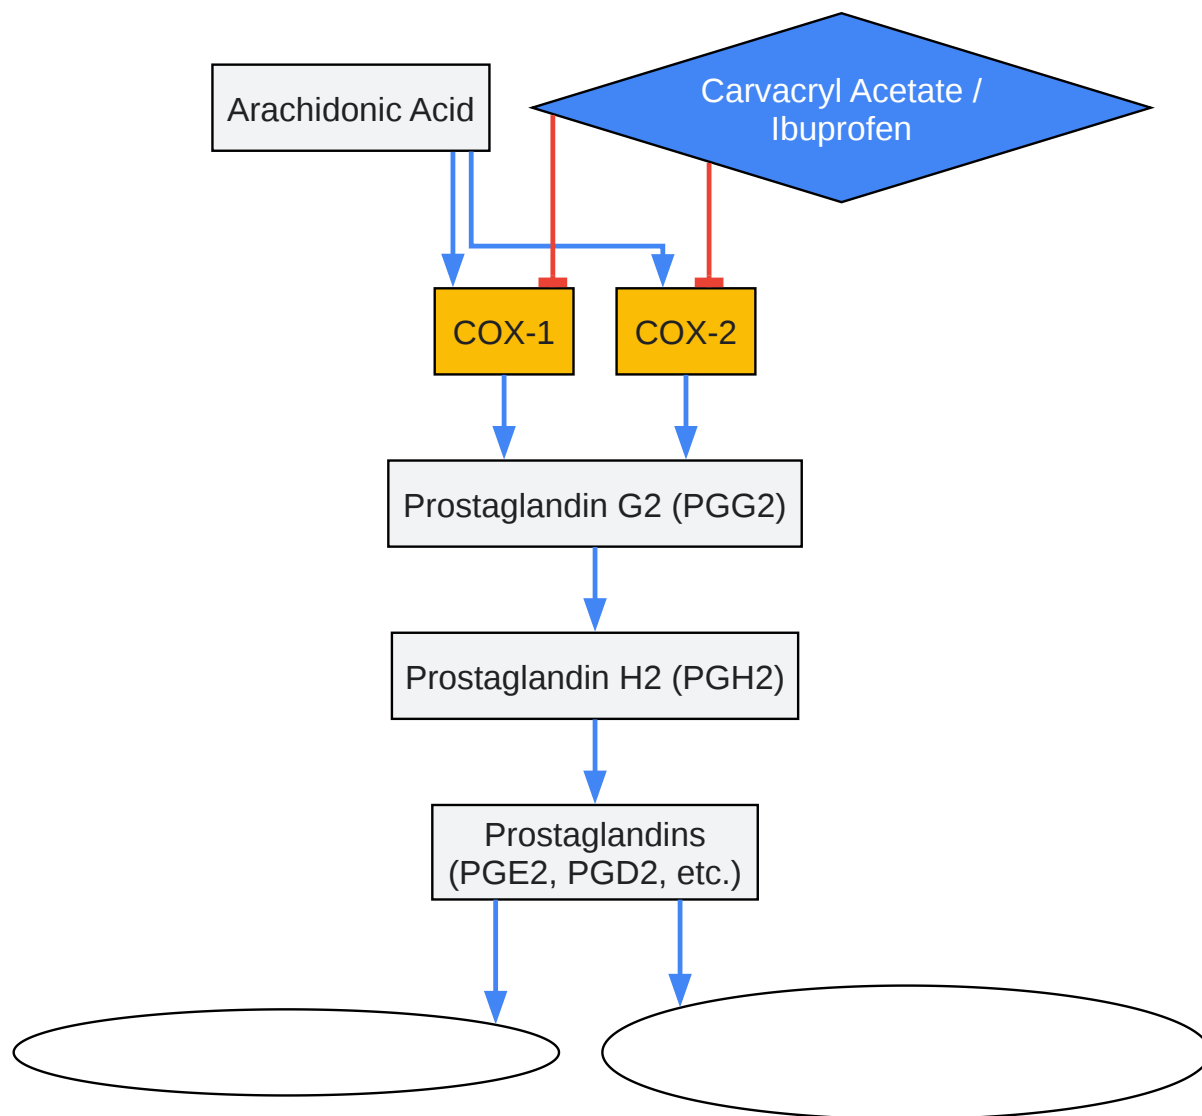 Arachidonic Acid
Carvacryl Acetate /
Ibuprofen
COX-1
COX-2
Prostaglandin G2 (PGG2)
Prostaglandin H2 (PGH2)
Prostaglandins
(PGE2, PGD2, etc.)